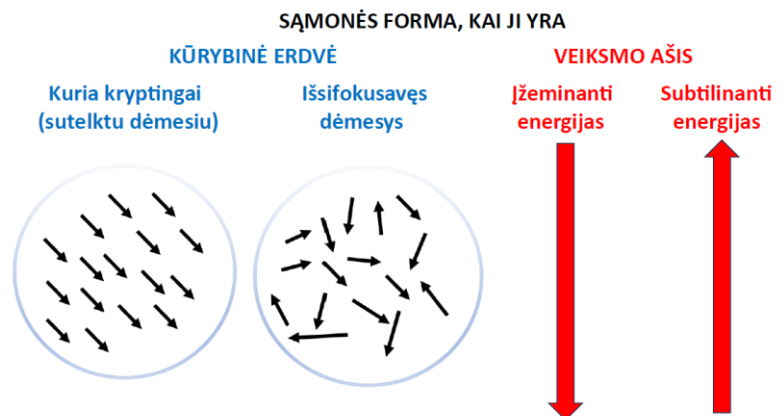 SĄMONĖS FORMA, KAI JI YRA
KŪRYBINĖ ERDVĖ
VEIKSMO AŠIS
Kuria kryptingai
(sutelktu dėmesiu)
Išsifokusavęs
dėmesys
Įžeminanti
energijas
Subtilinanti
energijas